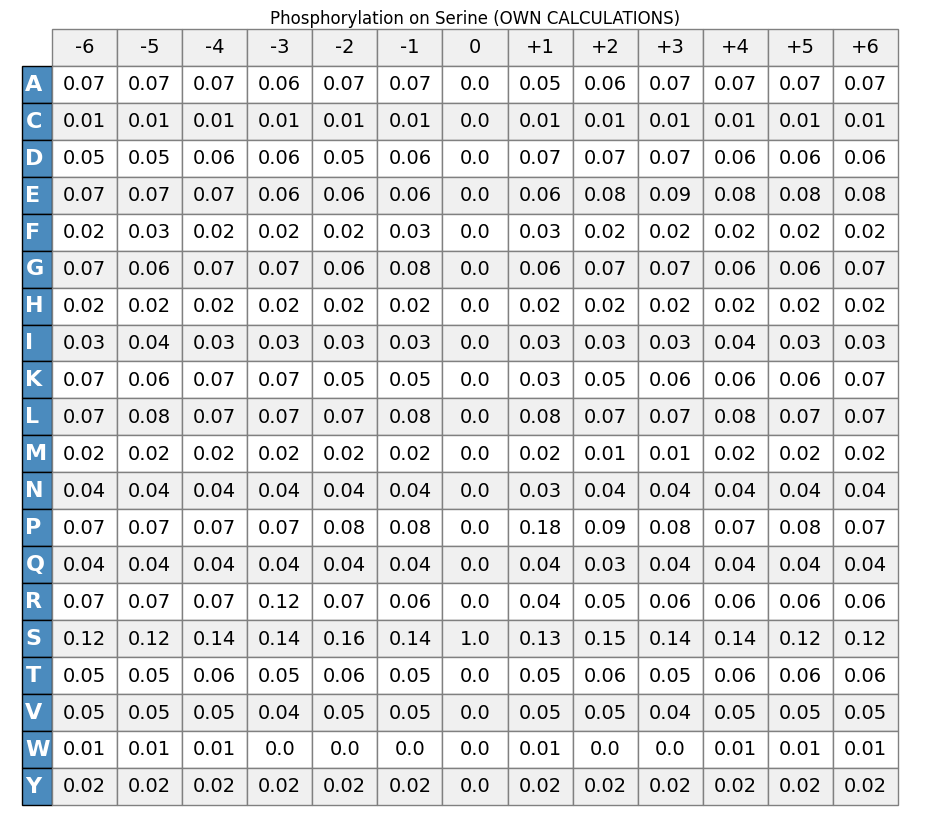 Phosphorylation on Serine (OWN CALCULATIONS)
-6 -5 -4 -3 -2 -1 0 +1 +2 +3 +4 +5 +6
A 0.07 0.07 0.07 0.06 0.07 0.07 0.0 0.05 0.06 0.07 0.07 0.07 0.07
C 0.01 0.01 0.01 0.01 0.01 0.01 0.0 0.01 0.01 0.01 0.01 0.01 0.01
D 0.05 0.05 0.06 0.06 0.05 0.06 0.0 0.07 0.07 0.07 0.06 0.06 0.06
E 0.07 0.07 0.07 0.06 0.06 0.06 0.0 0.06 0.08 0.09 0.08 0.08 0.08
F 0.02 0.03 0.02 0.02 0.02 0.03 0.0 0.03 0.02 0.02 0.02 0.02 0.02
G 0.07 0.06 0.07 0.07 0.06 0.08 0.0 0.06 0.07 0.07 0.06 0.06 0.07
H 0.02 0.02 0.02 0.02 0.02 0.02 0.0 0.02 0.02 0.02 0.02 0.02 0.02
I 0.03 0.04 0.03 0.03 0.03 0.03 0.0 0.03 0.03 0.03 0.04 0.03 0.03
K 0.07 0.06 0.07 0.07 0.05 0.05 0.0 0.03 0.05 0.06 0.06 0.06 0.07
L 0.07 0.08 0.07 0.07 0.07 0.08 0.0 0.08 0.07 0.07 0.08 0.07 0.07
M 0.02 0.02 0.02 0.02 0.02 0.02 0.0 0.02 0.01 0.01 0.02 0.02 0.02
N 0.04 0.04 0.04 0.04 0.04 0.04 0.0 0.03 0.04 0.04 0.04 0.04 0.04
P 0.07 0.07 0.07 0.07 0.08 0.08 0.0 0.18 0.09 0.08 0.07 0.08 0.07
Q 0.04 0.04 0.04 0.04 0.04 0.04 0.0 0.04 0.03 0.04 0.04 0.04 0.04
R 0.07 0.07 0.07 0.12 0.07 0.06 0.0 0.04 0.05 0.06 0.06 0.06 0.06
S 0.12 0.12 0.14 0.14 0.16 0.14 1.0 0.13 0.15 0.14 0.14 0.12 0.12
T 0.05 0.05 0.06 0.05 0.06 0.05 0.0 0.05 0.06 0.05 0.06 0.06 0.06
V 0.05 0.05 0.05 0.04 0.05 0.05 0.0 0.05 0.05 0.04 0.05 0.05 0.05
W 0.01 0.01 0.01 0.0 0.0 0.0 0.0 0.01 0.0 0.0 0.01 0.01 0.01
Y 0.02 0.02 0.02 0.02 0.02 0.02 0.0 0.02 0.02 0.02 0.02 0.02 0.02